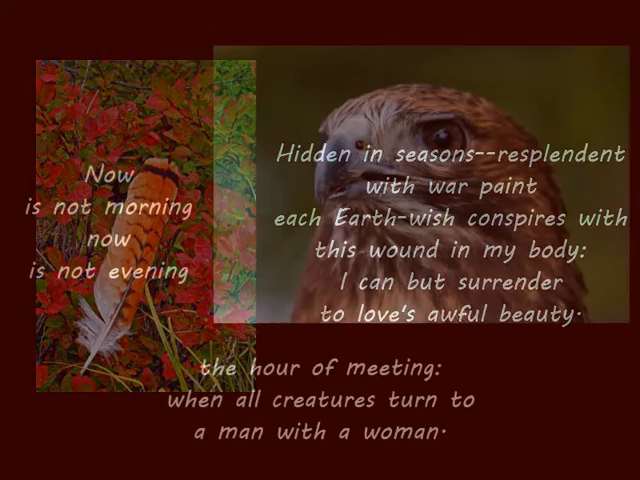 Now
is not morning
now
is not evening
Hidden in seasons--resplendent
with war paint
each Earth-wish conspires with
this wound in my body:
I can but surrender
to love's awful beauty.
the hour of meeting:
when all creatures turn to
a man with a woman.